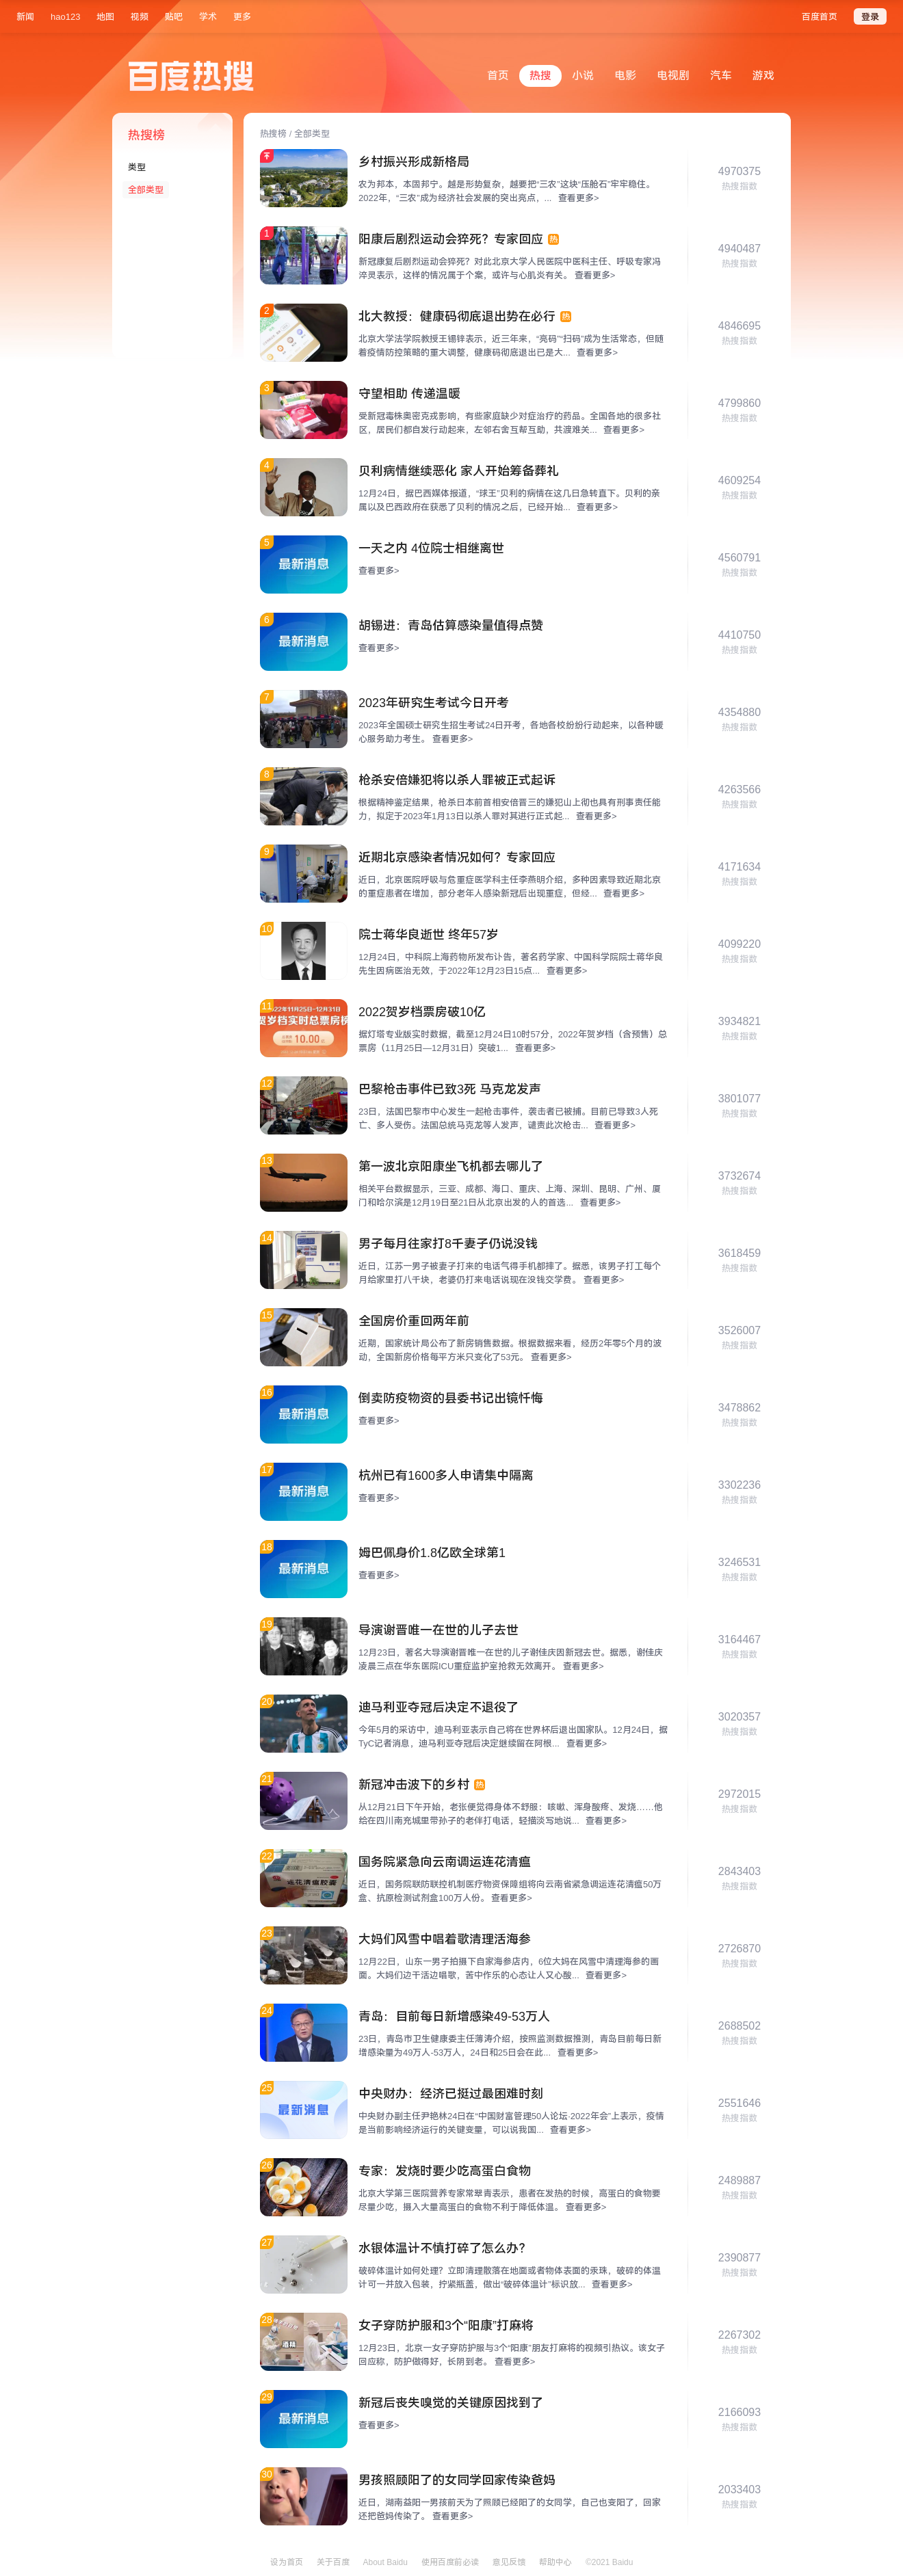 新闻 hao123 地图 视频 贴吧 学术 更多 百度首页 登录
百度热搜
首页 热搜 小说 电影 电视剧 汽车 游戏
热搜榜
类型
全部类型
热搜榜 / 全部类型
乡村振兴形成新格局
农为邦本，本固邦宁。越是形势复杂，越要把“三农”这块“压舱石”牢牢稳住。
2022年，“三农”成为经济社会发展的突出亮点，... 查看更多>
4970375
热搜指数
1
阳康后剧烈运动会猝死？专家回应 热
新冠康复后剧烈运动会猝死？对此北京大学人民医院中医科主任、呼吸专家冯
淬灵表示，这样的情况属于个案，或许与心肌炎有关。 查看更多>
4940487
热搜指数
2
北大教授：健康码彻底退出势在必行 热
北京大学法学院教授王锡锌表示，近三年来，“亮码”“扫码”成为生活常态，但随
着疫情防控策略的重大调整，健康码彻底退出已是大... 查看更多>
4846695
热搜指数
3
守望相助 传递温暖
受新冠毒株奥密克戎影响，有些家庭缺少对症治疗的药品。全国各地的很多社
区，居民们都自发行动起来，左邻右舍互帮互助，共渡难关... 查看更多>
4799860
热搜指数
4
贝利病情继续恶化 家人开始筹备葬礼
12月24日，据巴西媒体报道，“球王”贝利的病情在这几日急转直下。贝利的亲
属以及巴西政府在获悉了贝利的情况之后，已经开始... 查看更多>
4609254
热搜指数
5
最新消息
一天之内 4位院士相继离世
查看更多>
4560791
热搜指数
6
最新消息
胡锡进：青岛估算感染量值得点赞
查看更多>
4410750
热搜指数
7
2023年研究生考试今日开考
2023年全国硕士研究生招生考试24日开考，各地各校纷纷行动起来，以各种暖
心服务助力考生。 查看更多>
4354880
热搜指数
8
枪杀安倍嫌犯将以杀人罪被正式起诉
根据精神鉴定结果，枪杀日本前首相安倍晋三的嫌犯山上彻也具有刑事责任能
力，拟定于2023年1月13日以杀人罪对其进行正式起... 查看更多>
4263566
热搜指数
9
近期北京感染者情况如何？专家回应
近日，北京医院呼吸与危重症医学科主任李燕明介绍，多种因素导致近期北京
的重症患者在增加，部分老年人感染新冠后出现重症，但经... 查看更多>
4171634
热搜指数
10
院士蒋华良逝世 终年57岁
12月24日，中科院上海药物所发布讣告，著名药学家、中国科学院院士蒋华良
先生因病医治无效，于2022年12月23日15点... 查看更多>
4099220
热搜指数
11
2022年11月25日-12月31日
贺岁档实时总票房榜
10.00
2022贺岁档票房破10亿
据灯塔专业版实时数据，截至12月24日10时57分，2022年贺岁档（含预售）总
票房（11月25日—12月31日）突破1... 查看更多>
3934821
热搜指数
12
巴黎枪击事件已致3死 马克龙发声
23日，法国巴黎市中心发生一起枪击事件，袭击者已被捕。目前已导致3人死
亡、多人受伤。法国总统马克龙等人发声，谴责此次枪击... 查看更多>
3801077
热搜指数
13
第一波北京阳康坐飞机都去哪儿了
相关平台数据显示，三亚、成都、海口、重庆、上海、深圳、昆明、广州、厦
门和哈尔滨是12月19日至21日从北京出发的人的首选... 查看更多>
3732674
热搜指数
14
男子每月往家打8千妻子仍说没钱
近日，江苏一男子被妻子打来的电话气得手机都摔了。据悉，该男子打工每个
月给家里打八千块，老婆仍打来电话说现在没钱交学费。 查看更多>
3618459
热搜指数
15
全国房价重回两年前
近期，国家统计局公布了新房销售数据。根据数据来看，经历2年零5个月的波
动，全国新房价格每平方米只变化了53元。 查看更多>
3526007
热搜指数
16
最新消息
倒卖防疫物资的县委书记出镜忏悔
查看更多>
3478862
热搜指数
17
最新消息
杭州已有1600多人申请集中隔离
查看更多>
3302236
热搜指数
18
最新消息
姆巴佩身价1.8亿欧全球第1
查看更多>
3246531
热搜指数
19
导演谢晋唯一在世的儿子去世
12月23日，著名大导演谢晋唯一在世的儿子谢佳庆因新冠去世。据悉，谢佳庆
凌晨三点在华东医院ICU重症监护室抢救无效离开。 查看更多>
3164467
热搜指数
20
迪马利亚夺冠后决定不退役了
今年5月的采访中，迪马利亚表示自己将在世界杯后退出国家队。12月24日，据
TyC记者消息，迪马利亚夺冠后决定继续留在阿根... 查看更多>
3020357
热搜指数
21
新冠冲击波下的乡村 热
从12月21日下午开始，老张便觉得身体不舒服：咳嗽、浑身酸疼、发烧……他
给在四川南充城里带孙子的老伴打电话，轻描淡写地说... 查看更多>
2972015
热搜指数
22
连花清瘟胶囊
国务院紧急向云南调运连花清瘟
近日，国务院联防联控机制医疗物资保障组将向云南省紧急调运连花清瘟50万
盒、抗原检测试剂盒100万人份。 查看更多>
2843403
热搜指数
23
大妈们风雪中唱着歌清理活海参
12月22日，山东一男子拍摄下自家海参店内，6位大妈在风雪中清理海参的画
面。大妈们边干活边唱歌，苦中作乐的心态让人又心酸... 查看更多>
2726870
热搜指数
24
青岛：目前每日新增感染49-53万人
23日，青岛市卫生健康委主任薄涛介绍，按照监测数据推测，青岛目前每日新
增感染量为49万人-53万人，24日和25日会在此... 查看更多>
2688502
热搜指数
25
最新消息
中央财办：经济已挺过最困难时刻
中央财办副主任尹艳林24日在“中国财富管理50人论坛·2022年会”上表示，疫情
是当前影响经济运行的关键变量，可以说我国... 查看更多>
2551646
热搜指数
26
专家：发烧时要少吃高蛋白食物
北京大学第三医院营养专家常翠青表示，患者在发热的时候，高蛋白的食物要
尽量少吃，摄入大量高蛋白的食物不利于降低体温。 查看更多>
2489887
热搜指数
27
水银体温计不慎打碎了怎么办？
破碎体温计如何处理？立即清理散落在地面或者物体表面的汞珠，破碎的体温
计可一并放入包装，拧紧瓶盖，做出“破碎体温计”标识放... 查看更多>
2390877
热搜指数
28
酒精
女子穿防护服和3个“阳康”打麻将
12月23日，北京一女子穿防护服与3个“阳康”朋友打麻将的视频引热议。该女子
回应称，防护做得好，长阴到老。 查看更多>
2267302
热搜指数
29
最新消息
新冠后丧失嗅觉的关键原因找到了
查看更多>
2166093
热搜指数
30
男孩照顾阳了的女同学回家传染爸妈
近日，湖南益阳一男孩前天为了照顾已经阳了的女同学，自己也变阳了，回家
还把爸妈传染了。 查看更多>
2033403
热搜指数
设为首页 关于百度 About Baidu 使用百度前必读 意见反馈 帮助中心 ©2021 Baidu